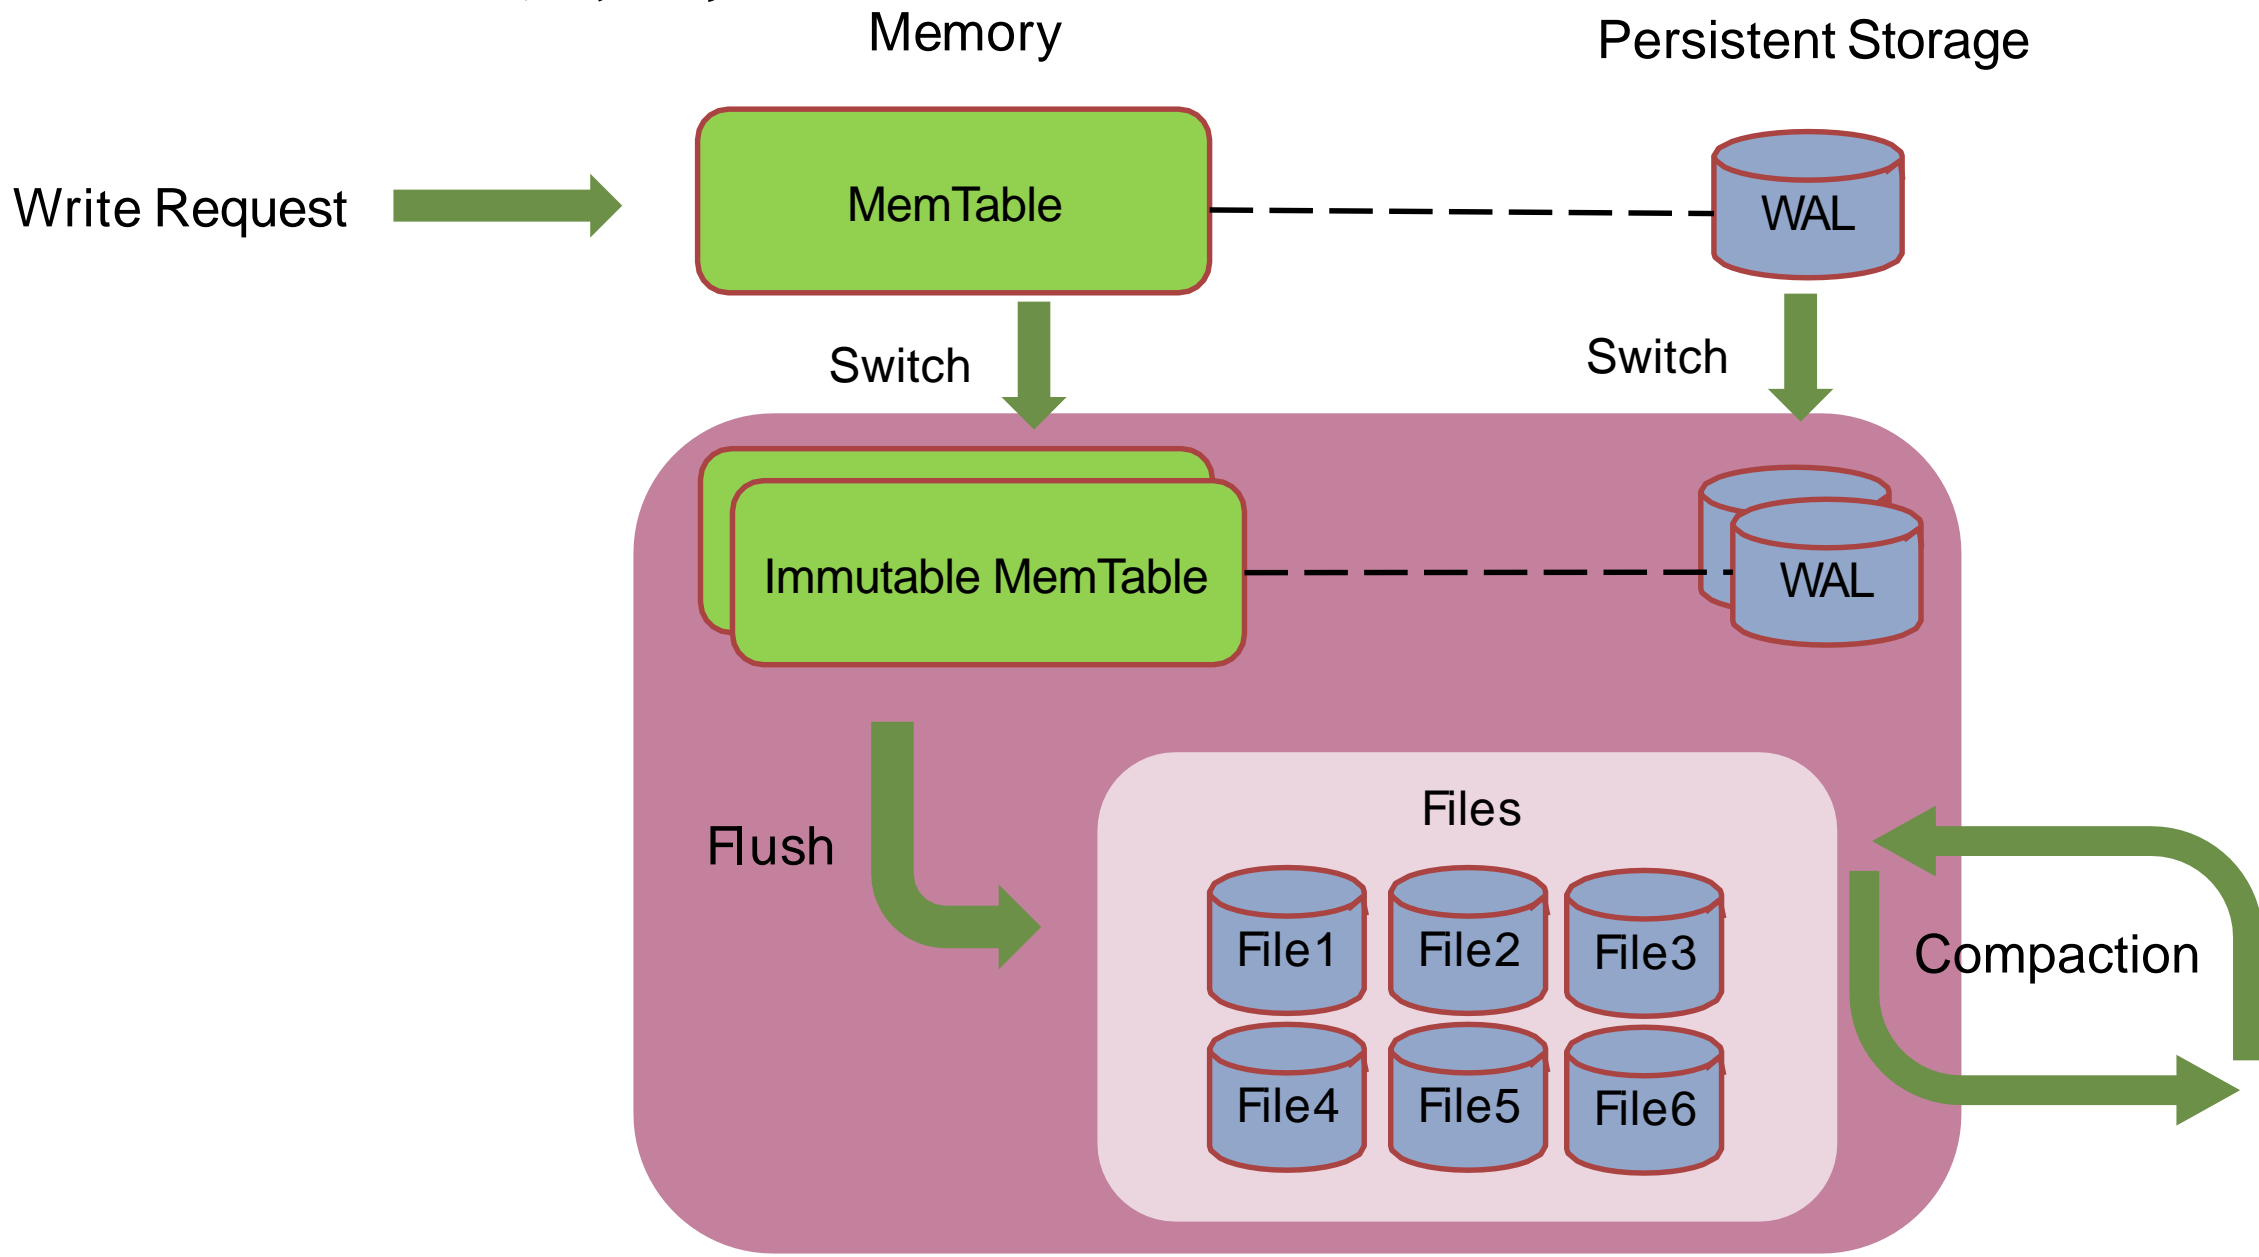 Memory
Persistent Storage
Write Request
MemTable
WAL
Switch
Switch
Immutable MemTable
WAL
Flush
Files
File1
File2
File3
Compaction
File4
File5
File6